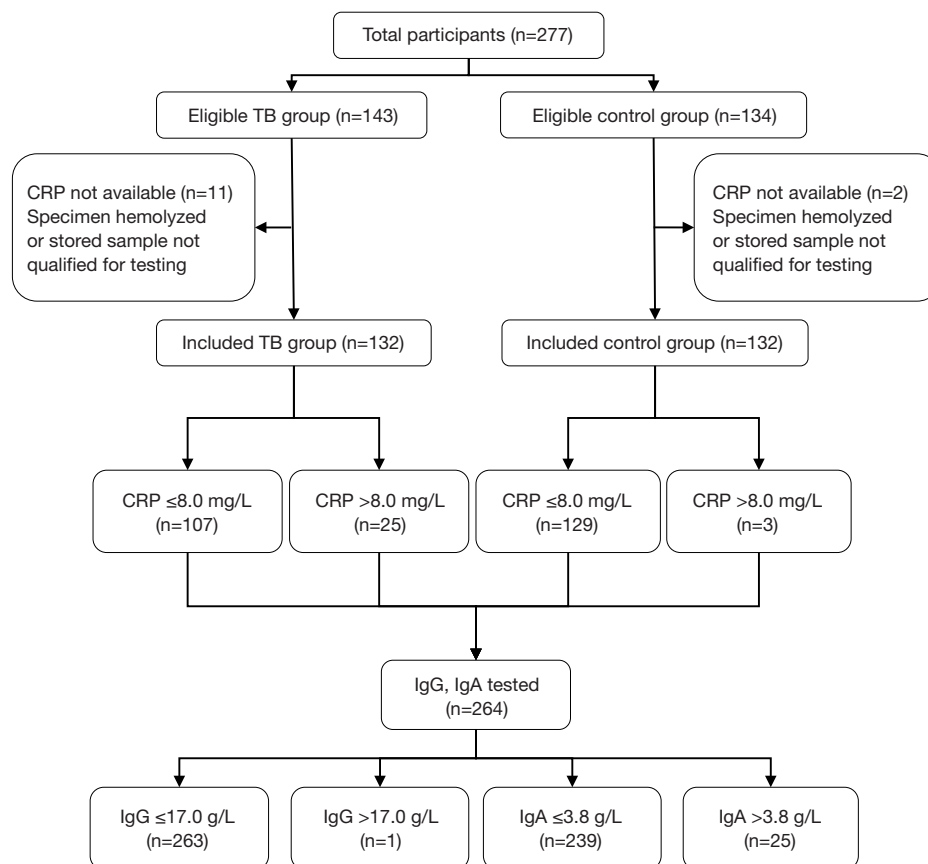 Total participants (n=277)
Eligible TB group (n=143)
Eligible control group (n=134)
CRP not available (n=11)
Specimen hemolyzed
or stored sample not
qualified for testing
CRP not available (n=2)
Specimen hemolyzed
or stored sample not
qualified for testing
Included TB group (n=132)
Included control group (n=132)
CRP ≤8.0 mg/L
(n=107)
CRP >8.0 mg/L
(n=25)
CRP ≤8.0 mg/L
(n=129)
CRP >8.0 mg/L
(n=3)
IgG, IgA tested
(n=264)
IgG ≤17.0 g/L
(n=263)
IgG >17.0 g/L
(n=1)
IgA ≤3.8 g/L
(n=239)
IgA >3.8 g/L
(n=25)